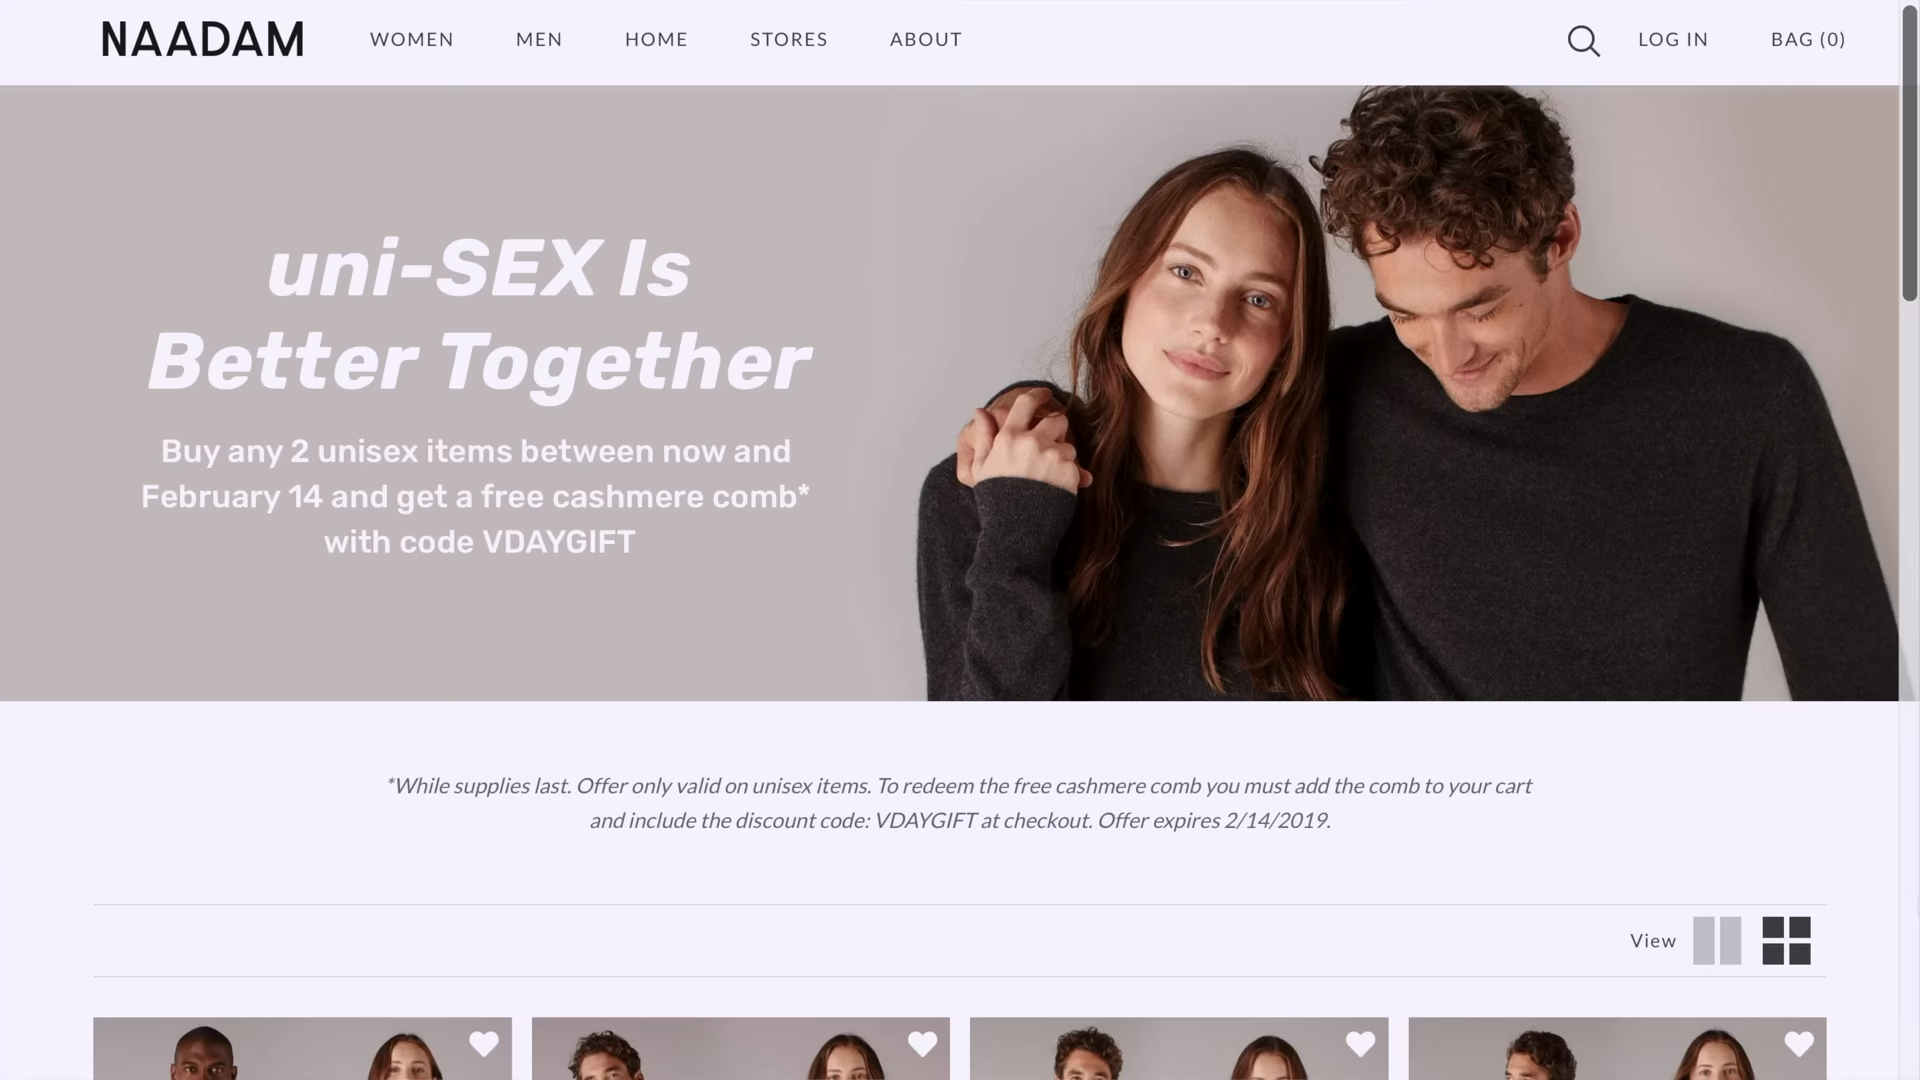 NAADAM
WOMEN
MEN
HOME
STORES
ABOUT
LOG IN
BAG (0)
uni-SEX Is
Better Together
Buy any 2 unisex items between now and
February 14 and get a free cashmere comb*
with code VDAYGIFT
*While supplies last. Offer only valid on unisex items. To redeem the free cashmere comb you must add the comb to your cart
and include the discount code: VDAYGIFT at checkout. Offer expires 2/14/2019.
View